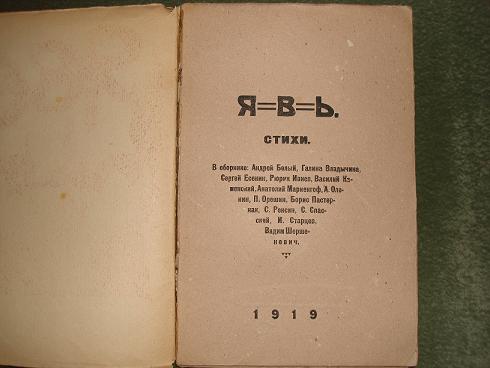 Я=В=Ь.
СТИХИ.
В сборнике: Андрей Белый, Галина Владычина,
Сергей Есенин, Рюрик Ивнев, Василий Ка-
менский, Анатолий Мариенгоф, А. Оле-
нин, П. Орешин, Борис Пастер-
нак, С. Рексин, С. Спас-
ский, И. Старцев,
Вадим Шерше-
невич.
1919